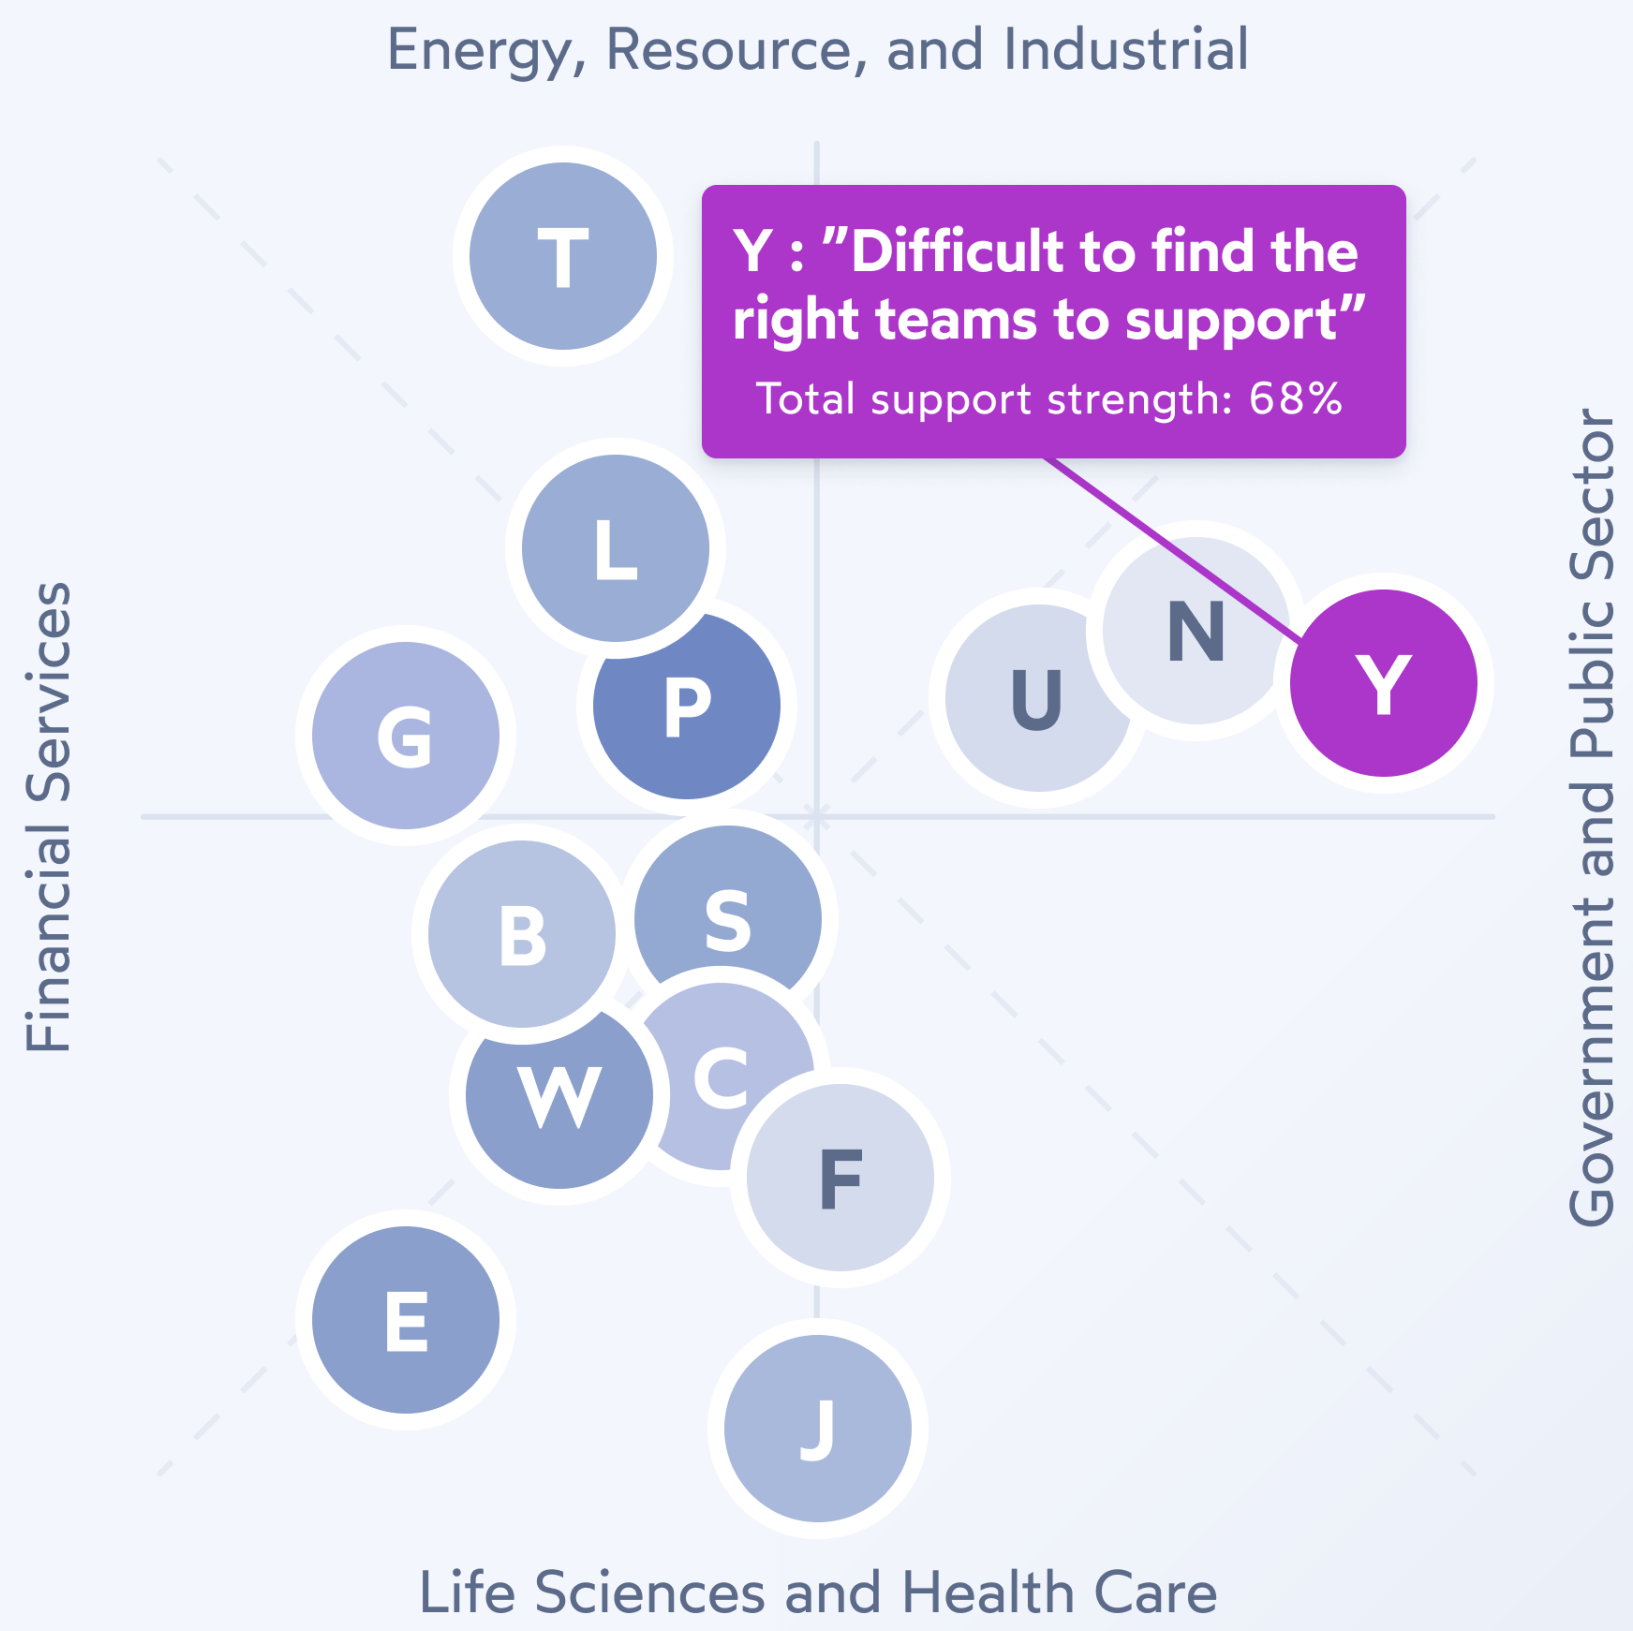 Energy, Resource, and Industrial
T
Y : ”Difficult to find the
right teams to support”
Total support strength: 68%
L
N
U
Y
P
G
Financial Services
Government and Public Sector
B
S
W
C
F
E
J
Life Sciences and Health Care